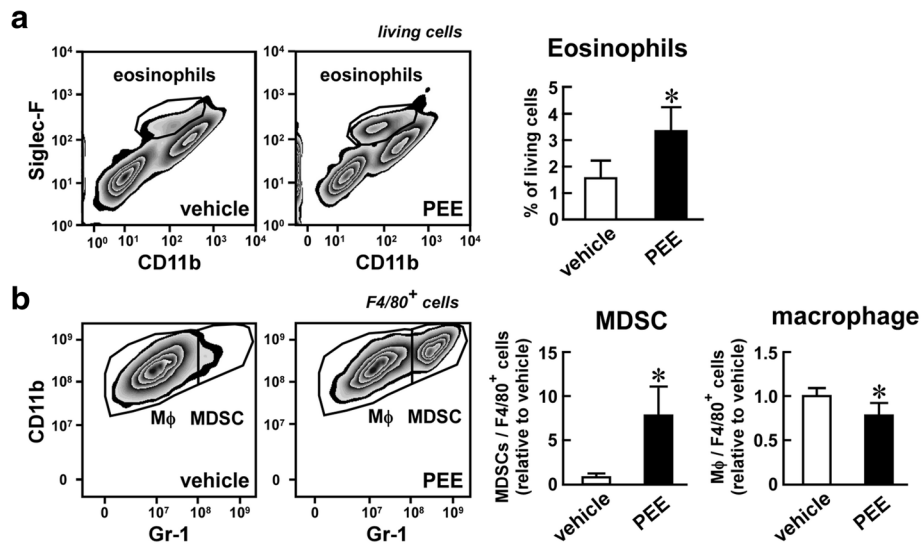 a
living cells
Siglec-F
10⁴
10³
10²
10¹
10⁰
eosinophils
vehicle
10⁰ 10¹ 10² 10³ 10⁴
CD11b
10⁴
10³
10²
10¹
10⁰
eosinophils
PEE
0 10¹ 10² 10³ 10⁴
CD11b
Eosinophils
% of living cells
5
4
3
2
1
0
*
vehicle
PEE
b
F4/80⁺ cells
CD11b
10⁹
10⁸
10⁷
0
Mϕ MDSC
vehicle
0 10⁷ 10⁸ 10⁹
Gr-1
10⁹
10⁸
10⁷
0
Mϕ MDSC
PEE
0 10⁷ 10⁸ 10⁹
Gr-1
MDSC
MDSCs / F4/80⁺ cells
(relative to vehicle)
15
10
5
0
*
vehicle
PEE
macrophage
Mϕ / F4/80⁺ cells
(relative to vehicle)
1.5
1.0
0.5
0
*
vehicle
PEE